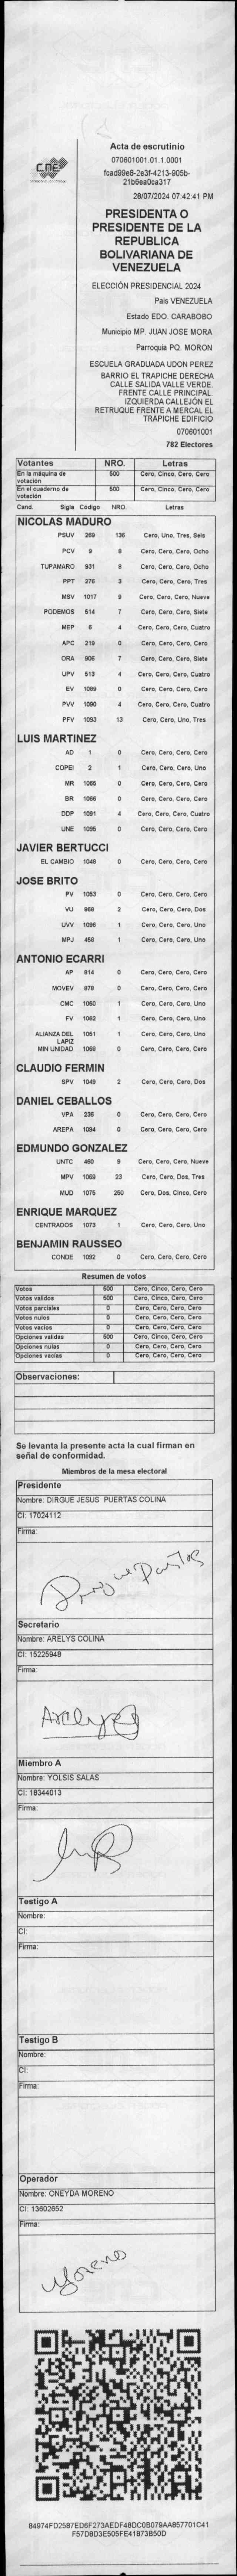 CNE
Acta de escrutinio
070601001.01.1.0001
fcad99e8-2e3f-4213-905b-
21b6ea0ca317
28/07/2024 07:42:41 PM
PRESIDENTA O
PRESIDENTE DE LA
REPUBLICA
BOLIVARIANA DE
VENEZUELA
ELECCIÓN PRESIDENCIAL 2024
Pais VENEZUELA
Estado EDO. CARABOBO
Municipio MP. JUAN JOSE MORA
Parroquia PQ. MORON
ESCUELA GRADUADA UDON PEREZ
BARRIO EL TRAPICHE DERECHA
CALLE SALIDA VALLE VERDE.
FRENTE CALLE PRINCIPAL.
IZQUIERDA CALLEJÓN EL
RETRUQUE FRENTE A MERCAL EL
TRAPICHE EDIFICIO
070601001
782 Electores
Votantes NRO. Letras
En la máquina de votación 500 Cero, Cinco, Cero, Cero
En el cuaderno de votación 500 Cero, Cinco, Cero, Cero
Cand. Sigla Código NRO. Letras
NICOLAS MADURO
PSUV 269 136 Cero, Uno, Tres, Seis
PCV 9 8 Cero, Cero, Cero, Ocho
TUPAMARO 931 8 Cero, Cero, Cero, Ocho
PPT 276 3 Cero, Cero, Cero, Tres
MSV 1017 9 Cero, Cero, Cero, Nueve
PODEMOS 514 7 Cero, Cero, Cero, Siete
MEP 6 4 Cero, Cero, Cero, Cuatro
APC 219 0 Cero, Cero, Cero, Cero
ORA 906 7 Cero, Cero, Cero, Siete
UPV 513 4 Cero, Cero, Cero, Cuatro
EV 1089 0 Cero, Cero, Cero, Cero
PVV 1090 4 Cero, Cero, Cero, Cuatro
PFV 1093 13 Cero, Cero, Uno, Tres
LUIS MARTINEZ
AD 1 0 Cero, Cero, Cero, Cero
COPEI 2 1 Cero, Cero, Cero, Uno
MR 1065 0 Cero, Cero, Cero, Cero
BR 1066 0 Cero, Cero, Cero, Cero
DDP 1091 4 Cero, Cero, Cero, Cuatro
UNE 1095 0 Cero, Cero, Cero, Cero
JAVIER BERTUCCI
EL CAMBIO 1048 0 Cero, Cero, Cero, Cero
JOSE BRITO
PV 1053 0 Cero, Cero, Cero, Cero
VU 968 2 Cero, Cero, Cero, Dos
UVV 1096 1 Cero, Cero, Cero, Uno
MPJ 459 1 Cero, Cero, Cero, Uno
ANTONIO ECARRI
AP 914 0 Cero, Cero, Cero, Cero
MOVEV 878 0 Cero, Cero, Cero, Cero
CMC 1050 1 Cero, Cero, Cero, Uno
FV 1062 1 Cero, Cero, Cero, Uno
ALIANZA DEL LAPIZ 1051 1 Cero, Cero, Cero, Uno
MIN UNIDAD 1068 0 Cero, Cero, Cero, Cero
CLAUDIO FERMIN
SPV 1049 2 Cero, Cero, Cero, Dos
DANIEL CEBALLOS
VPA 236 0 Cero, Cero, Cero, Cero
AREPA 1094 0 Cero, Cero, Cero, Cero
EDMUNDO GONZALEZ
UNTC 460 9 Cero, Cero, Cero, Nueve
MPV 1069 23 Cero, Cero, Dos, Tres
MUD 1075 250 Cero, Dos, Cinco, Cero
ENRIQUE MARQUEZ
CENTRADOS 1073 1 Cero, Cero, Cero, Uno
BENJAMIN RAUSSEO
CONDE 1092 0 Cero, Cero, Cero, Cero
Resumen de votos
Votos 500 Cero, Cinco, Cero, Cero
Votos validos 500 Cero, Cinco, Cero, Cero
Votos parciales 0 Cero, Cero, Cero, Cero
Votos nulos 0 Cero, Cero, Cero, Cero
Votos vacios 0 Cero, Cero, Cero, Cero
Opciones validas 500 Cero, Cinco, Cero, Cero
Opciones nulas 0 Cero, Cero, Cero, Cero
Opciones vacias 0 Cero, Cero, Cero, Cero
Observaciones:
Se levanta la presente acta la cual firman en
señal de conformidad.
Miembros de la mesa electoral
Presidente
Nombre: DIRGUE JESUS PUERTAS COLINA
CI: 17024112
Firma:
Dirgue Puertas
Secretario
Nombre: ARELYS COLINA
CI: 15225948
Firma:
Arelys
Miembro A
Nombre: YOLSIS SALAS
CI: 18344013
Firma:
Testigo A
Nombre:
CI:
Firma:
Testigo B
Nombre:
CI:
Firma:
Operador
Nombre: ONEYDA MORENO
CI: 13602652
Firma:
Moreno
84974FD2587ED6F273AEDF48DC0B079AA857701C41
F57D8D3E505FE41873B50D